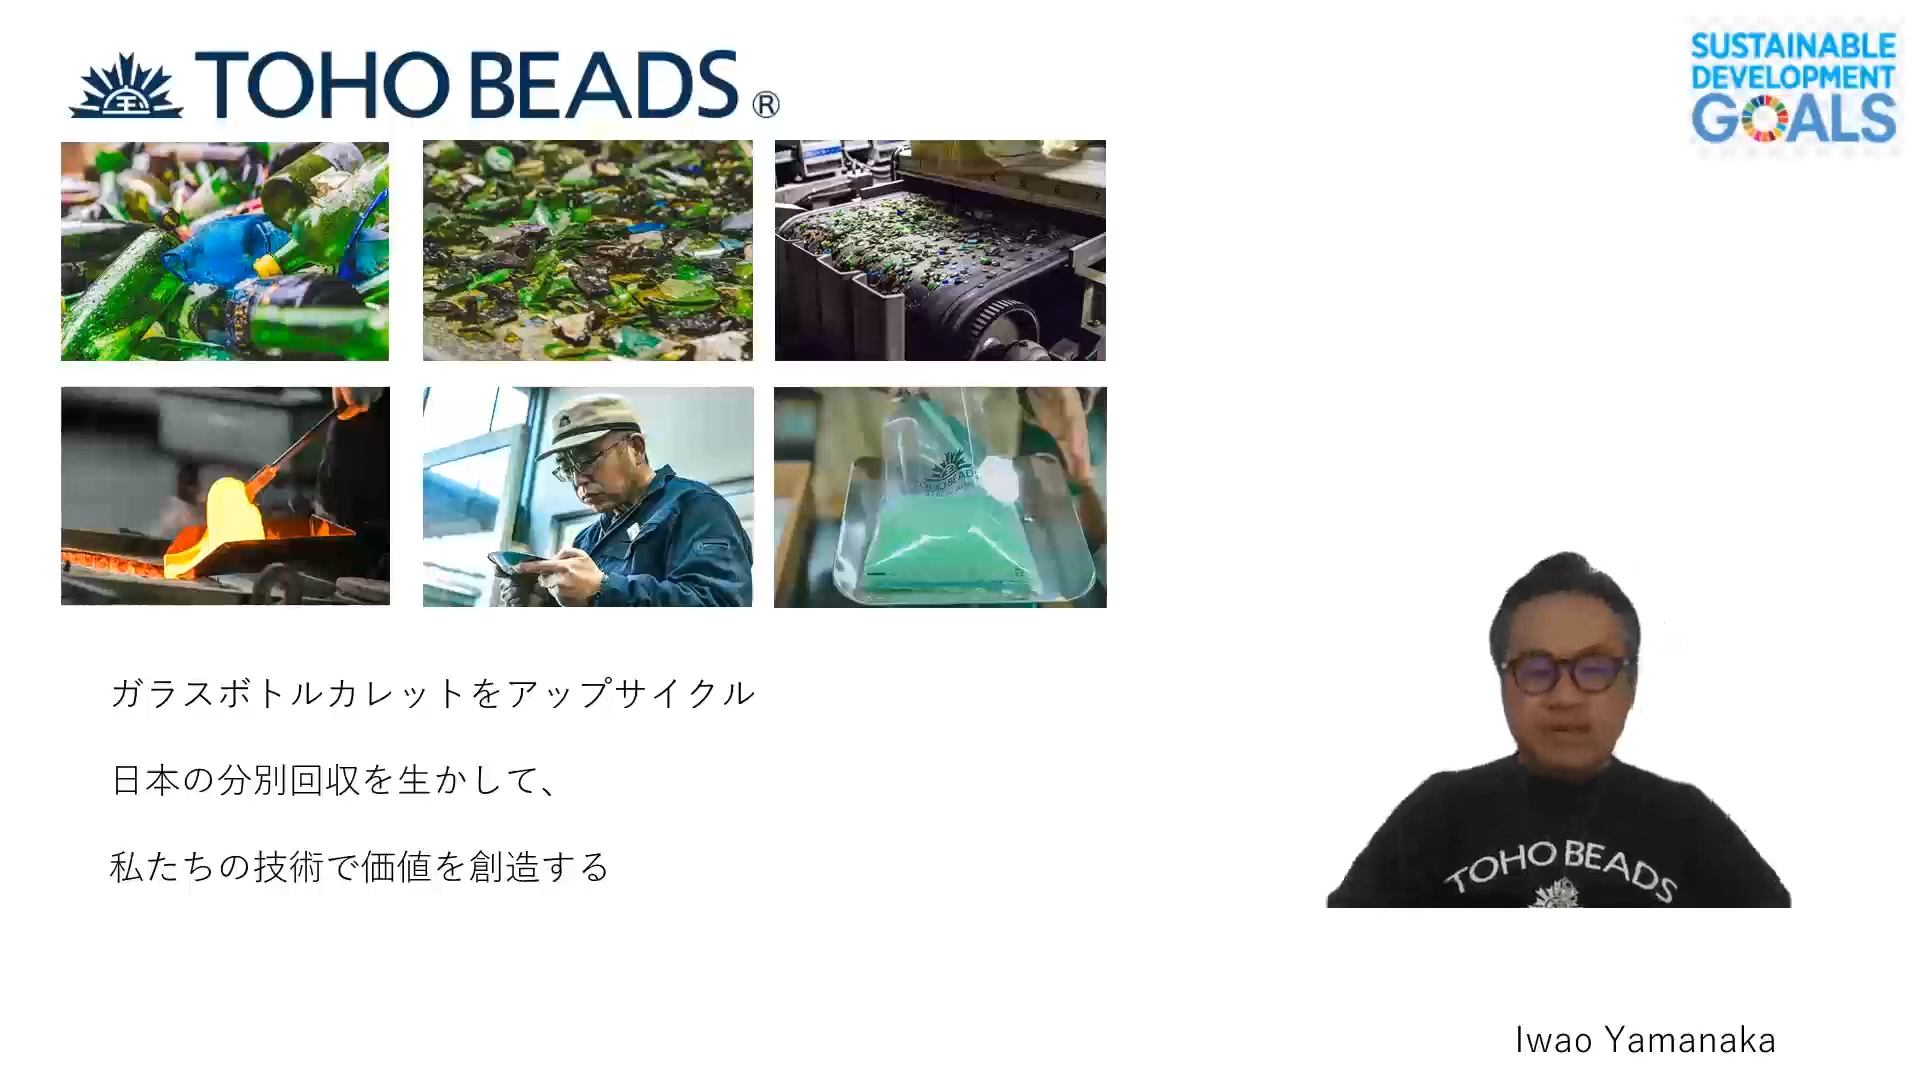 TOHO BEADS ®
SUSTAINABLE
DEVELOPMENT
GOALS
TOHO BEADS
ガラスボトルカレットをアップサイクル
日本の分別回収を生かして、
私たちの技術で価値を創造する
TOHO BEADS
Iwao Yamanaka